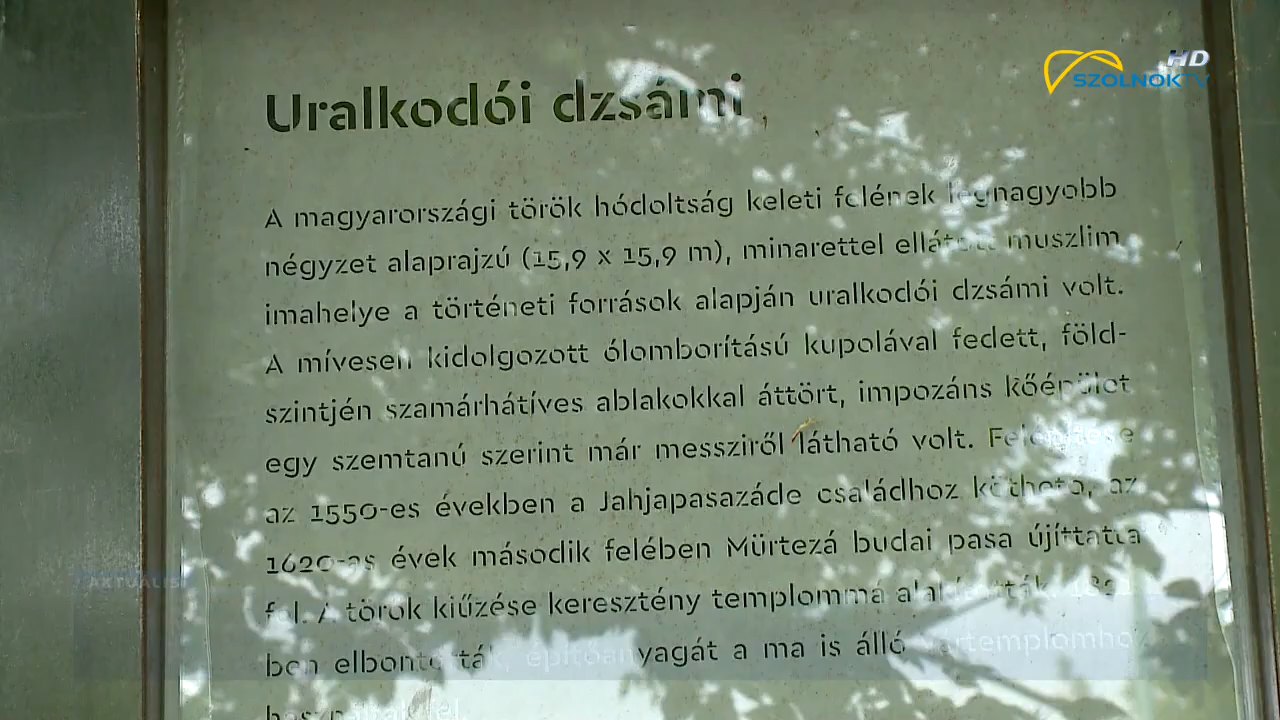 HD
SZOLNOKTV
Uralkodói dzsámi
A magyarországi török hódoltság keleti felének legnagyobb
négyzet alaprajzú (15,9 x 15,9 m), minarettel ellátott muszlim
imahelye a történeti források alapján uralkodói dzsámi volt.
A mívesen kidolgozott ólomborítású kupolával fedett, föld-
szintjén szamárhátíves ablakokkal áttört, impozáns kőépület
egy szemtanú szerint már messziről látható volt. Felépítése
az 1550-es években a Jahjapasazáde családhoz köthető, az
1620-as évek második felében Mürtezá budai pasa újíttatta
fel. A török kiűzése keresztény templommá alakították.
ben elbontották, építőanyagát a ma is álló vártemplomhoz
AKTUÁLIS